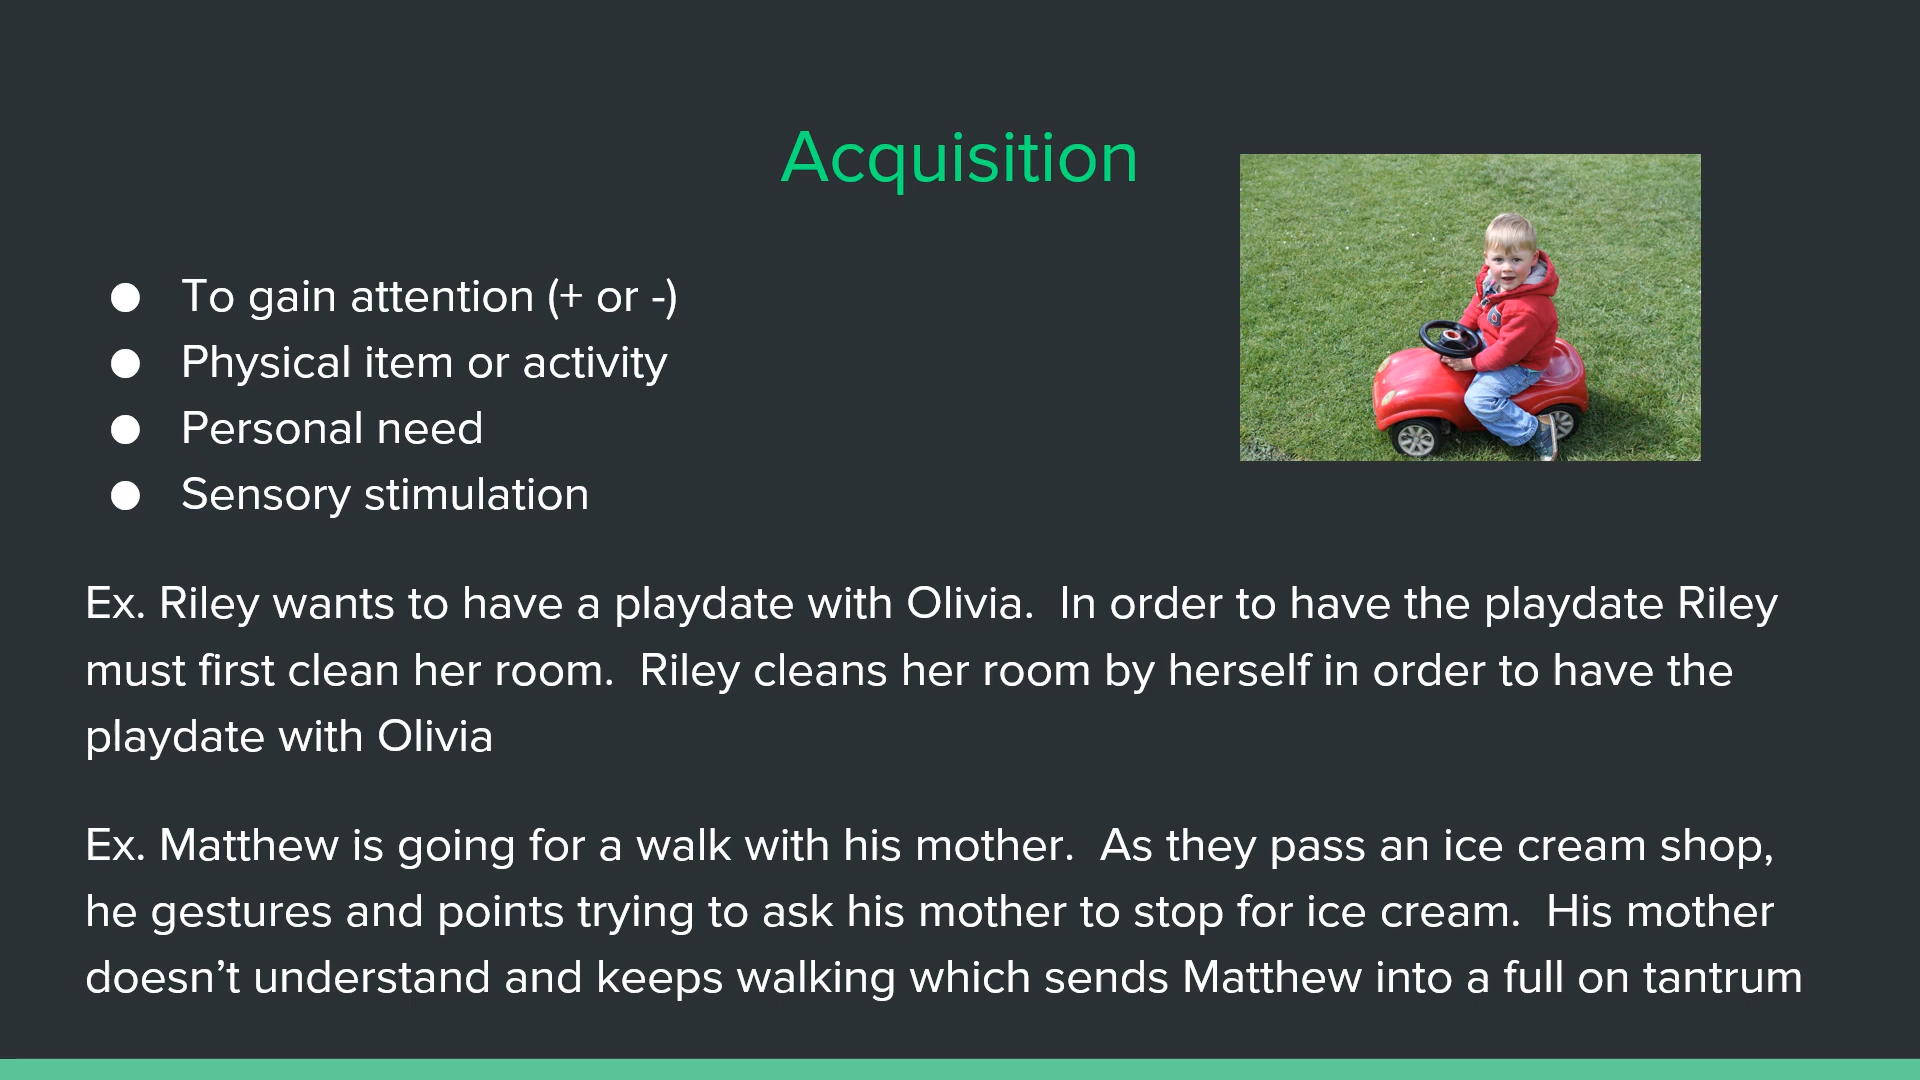 Acquisition
● To gain attention (+ or -)
● Physical item or activity
● Personal need
● Sensory stimulation
Ex. Riley wants to have a playdate with Olivia.  In order to have the playdate Riley
must first clean her room.  Riley cleans her room by herself in order to have the
playdate with Olivia
Ex. Matthew is going for a walk with his mother.  As they pass an ice cream shop,
he gestures and points trying to ask his mother to stop for ice cream.  His mother
doesn’t understand and keeps walking which sends Matthew into a full on tantrum